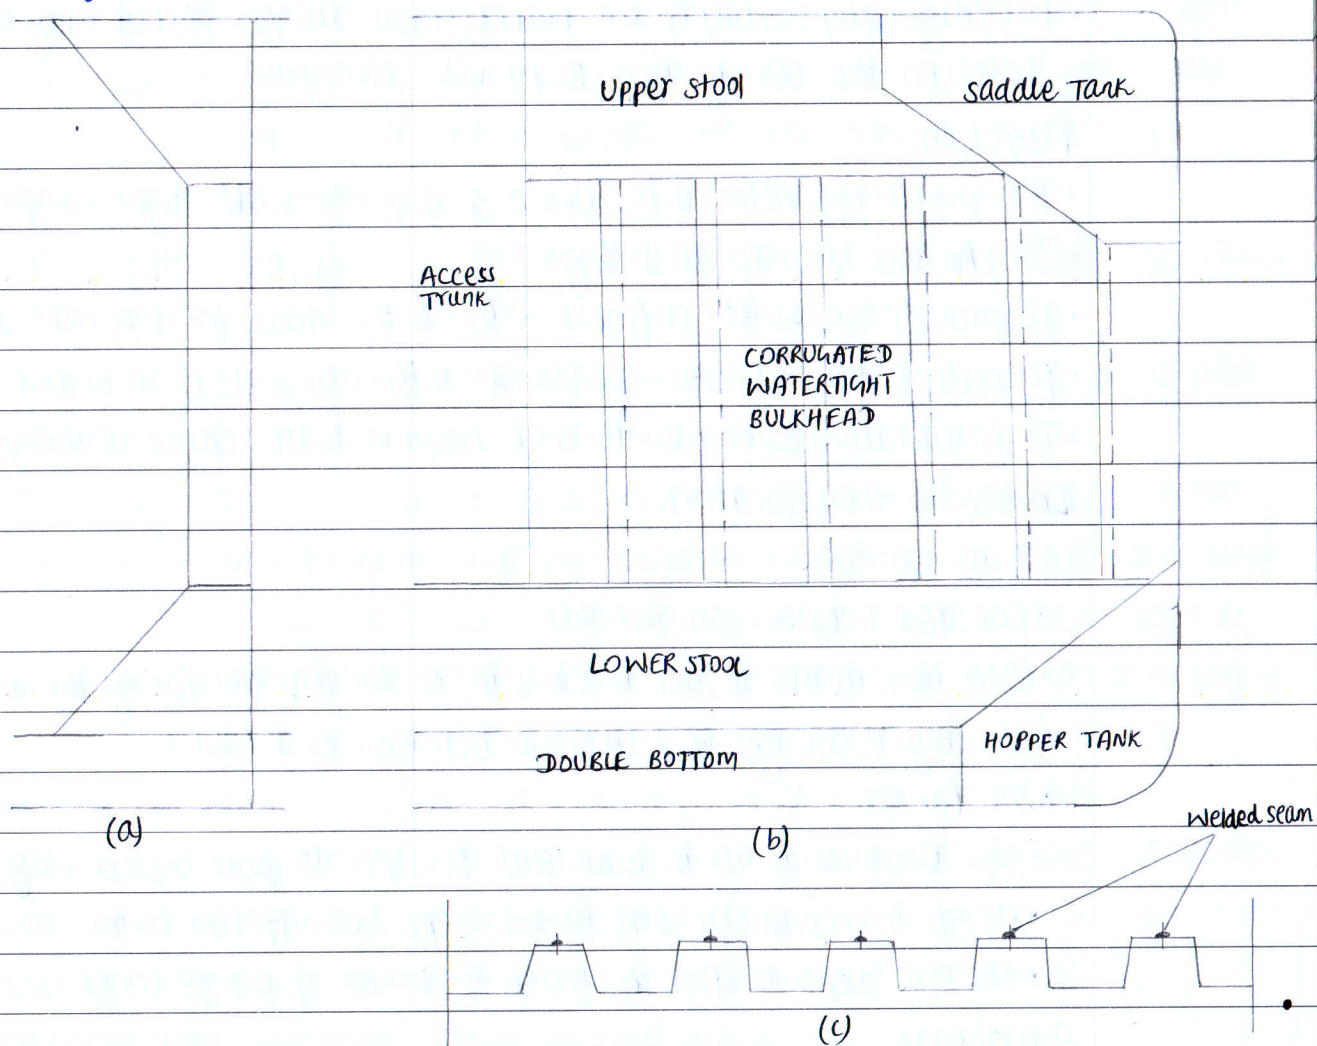 Upper Stool
Saddle Tank
Access
Trunk
CORRUGATED
WATERTIGHT
BULKHEAD
LOWER STOOL
DOUBLE BOTTOM
HOPPER TANK
(a)
(b)
Welded seam
(c)